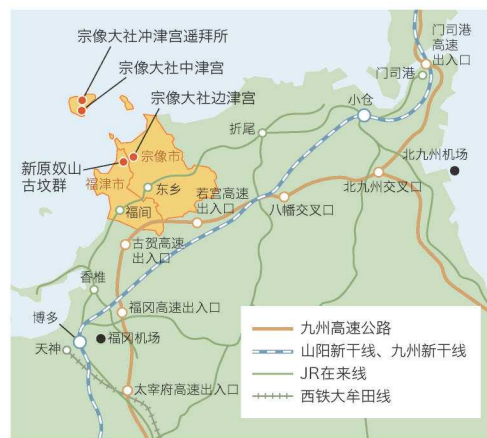 宗像大社冲津宫遥拜所
宗像大社中津宫
宗像大社边津宫
门司港
高速
出入口
门司港
小仓
折尾
宗像市
新原奴山
古坟群
福津市
东乡
福间
若宫高速
出入口
北九州机场
北九州交叉口
八幡交叉口
古贺高速
出入口
香椎
福冈高速出入口
博多
福冈机场
天神
太宰府高速出入口
九州高速公路
山阳新干线、九州新干线
JR在来线
西铁大牟田线